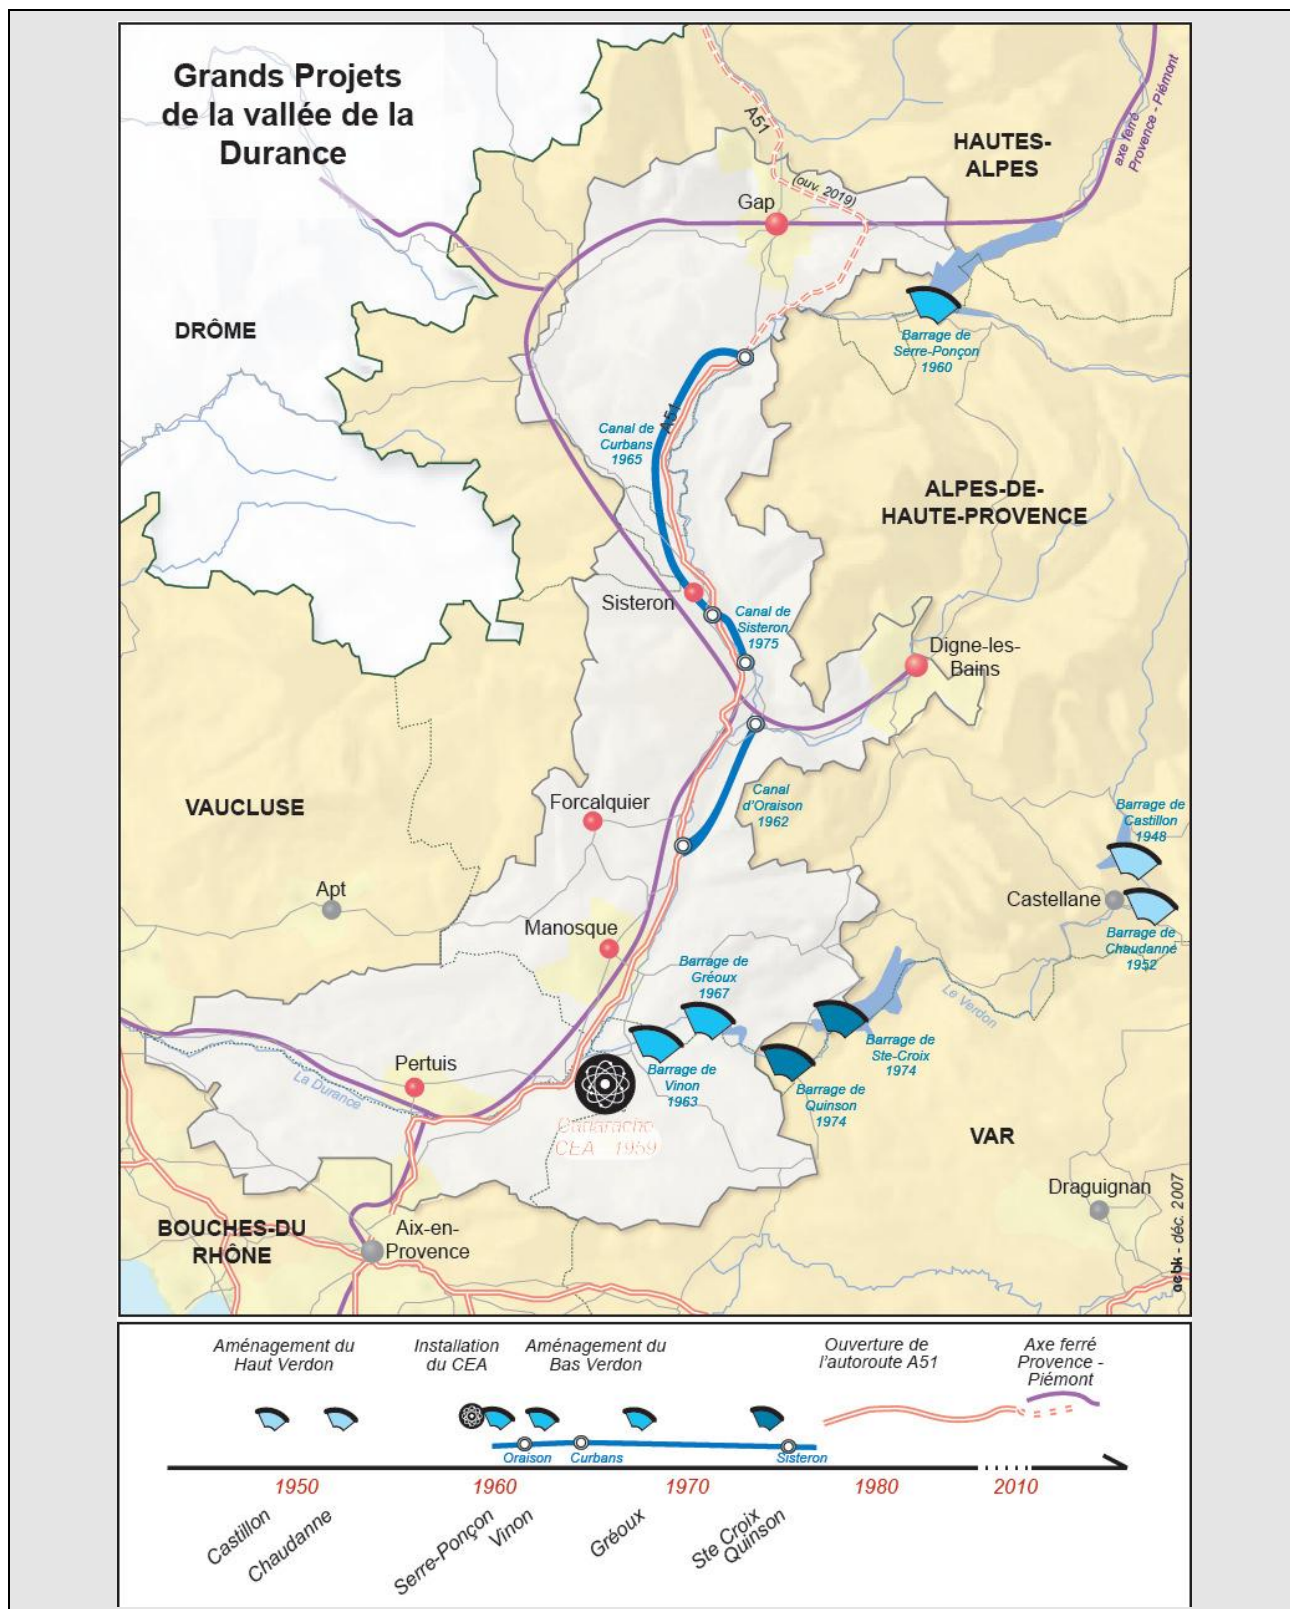 Grands Projets
de la vallée de la
Durance
A51
HAUTES-
ALPES
axe ferré
Provence - Piémont
(ouv. 2019)
Gap
DRÔME
Barrage de
Serre-Ponçon
1960
A51
Canal de
Curbans
1965
ALPES-DE-
HAUTE-PROVENCE
Sisteron
Canal de
Sisteron
1975
Digne-les-
Bains
VAUCLUSE
Forcalquier
Canal
d'Oraison
1962
Barrage de
Castillon
1948
Apt
Castellane
Manosque
Barrage de
Chaudanne
1952
Barrage de
Gréoux
1967
Le Verdon
Pertuis
La Durance
Barrage de
Vinon
1963
Barrage de
Ste-Croix
1974
Barrage de
Quinson
1974
Cadarache
CEA 1959
VAR
Draguignan
BOUCHES-DU
RHÔNE
Aix-en-
Provence
- déc. 2007
Aménagement du
Haut Verdon
Installation
du CEA
Aménagement du
Bas Verdon
Ouverture de
l'autoroute A51
Axe ferré
Provence -
Piémont
Oraison
Curbans
Sisteron
1950
1960
1970
1980
2010
Castillon
Chaudanne
Serre-Ponçon
Vinon
Gréoux
Ste Croix
Quinson